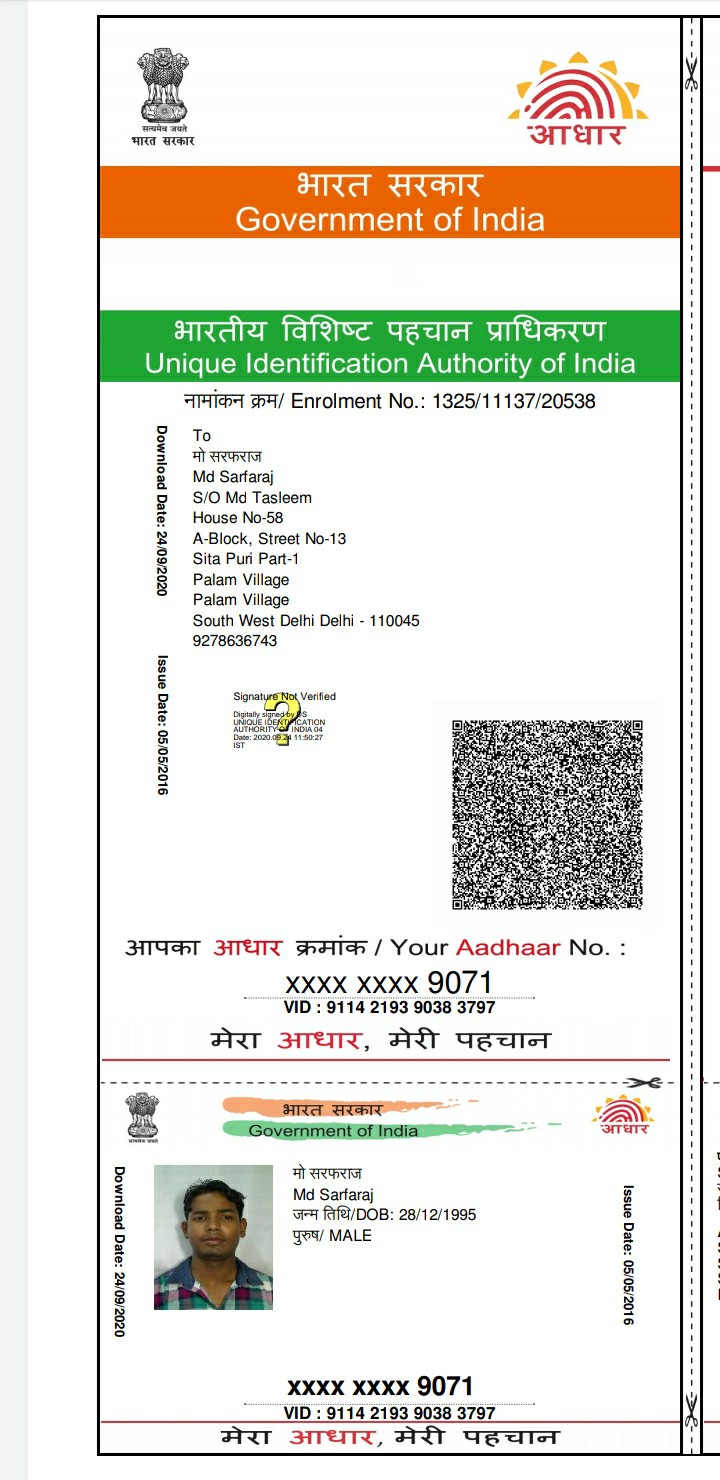 सत्यमेव जयते
भारत सरकार
आधार
भारत सरकार
Government of India
भारतीय विशिष्ट पहचान प्राधिकरण
Unique Identification Authority of India
नामांकन क्रम/ Enrolment No.: 1325/11137/20538
Download Date: 24/09/2020
Issue Date: 05/05/2016
To
मो सरफराज
Md Sarfaraj
S/O Md Tasleem
House No-58
A-Block, Street No-13
Sita Puri Part-1
Palam Village
Palam Village
South West Delhi Delhi - 110045
9278636743
Signature Not Verified
Digitally signed by DS
UNIQUE IDENTIFICATION
AUTHORITY OF INDIA 04
Date: 2020.09.24 11:50:27
IST
आपका आधार क्रमांक / Your Aadhaar No. :
xxxx xxxx 9071
VID : 9114 2193 9038 3797
मेरा आधार, मेरी पहचान
सत्यमेव जयते
भारत सरकार
Government of India
आधार
Download Date: 24/09/2020
मो सरफराज
Md Sarfaraj
जन्म तिथि/DOB: 28/12/1995
पुरुष/ MALE
Issue Date: 05/05/2016
xxxx xxxx 9071
VID : 9114 2193 9038 3797
मेरा आधार, मेरी पहचान